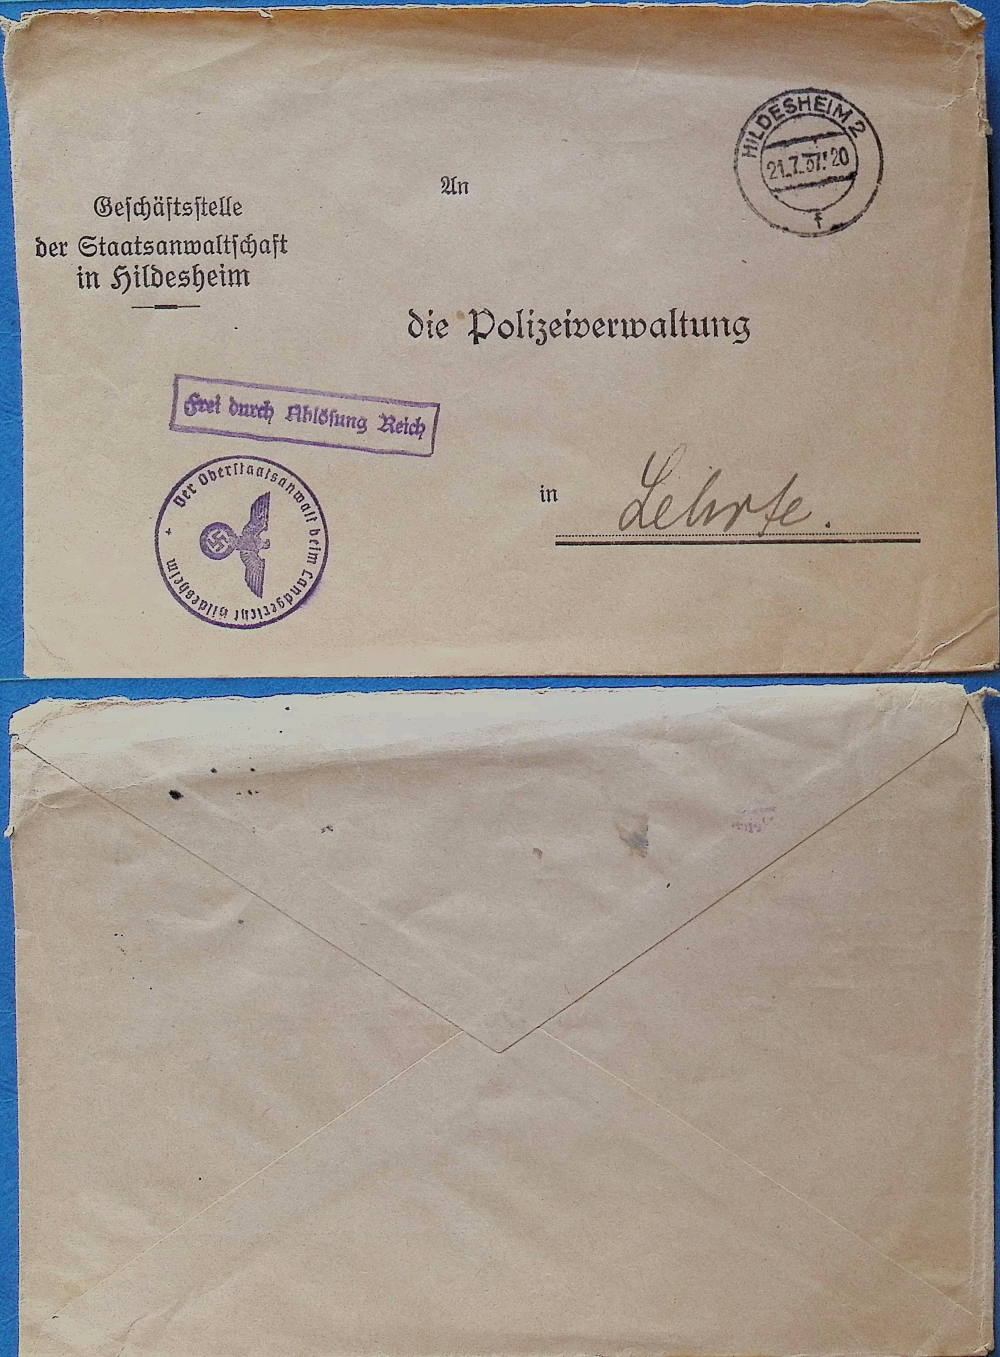 HILDESHEIM 2
21.7.37.-20
f
An
Geschäftsstelle
der Staatsanwaltschaft
in Hildesheim
die Polizeiverwaltung
Frei durch Ablösung Reich
Der Oberstaatsanwalt beim Landgericht Hildesheim
in Lehrte.